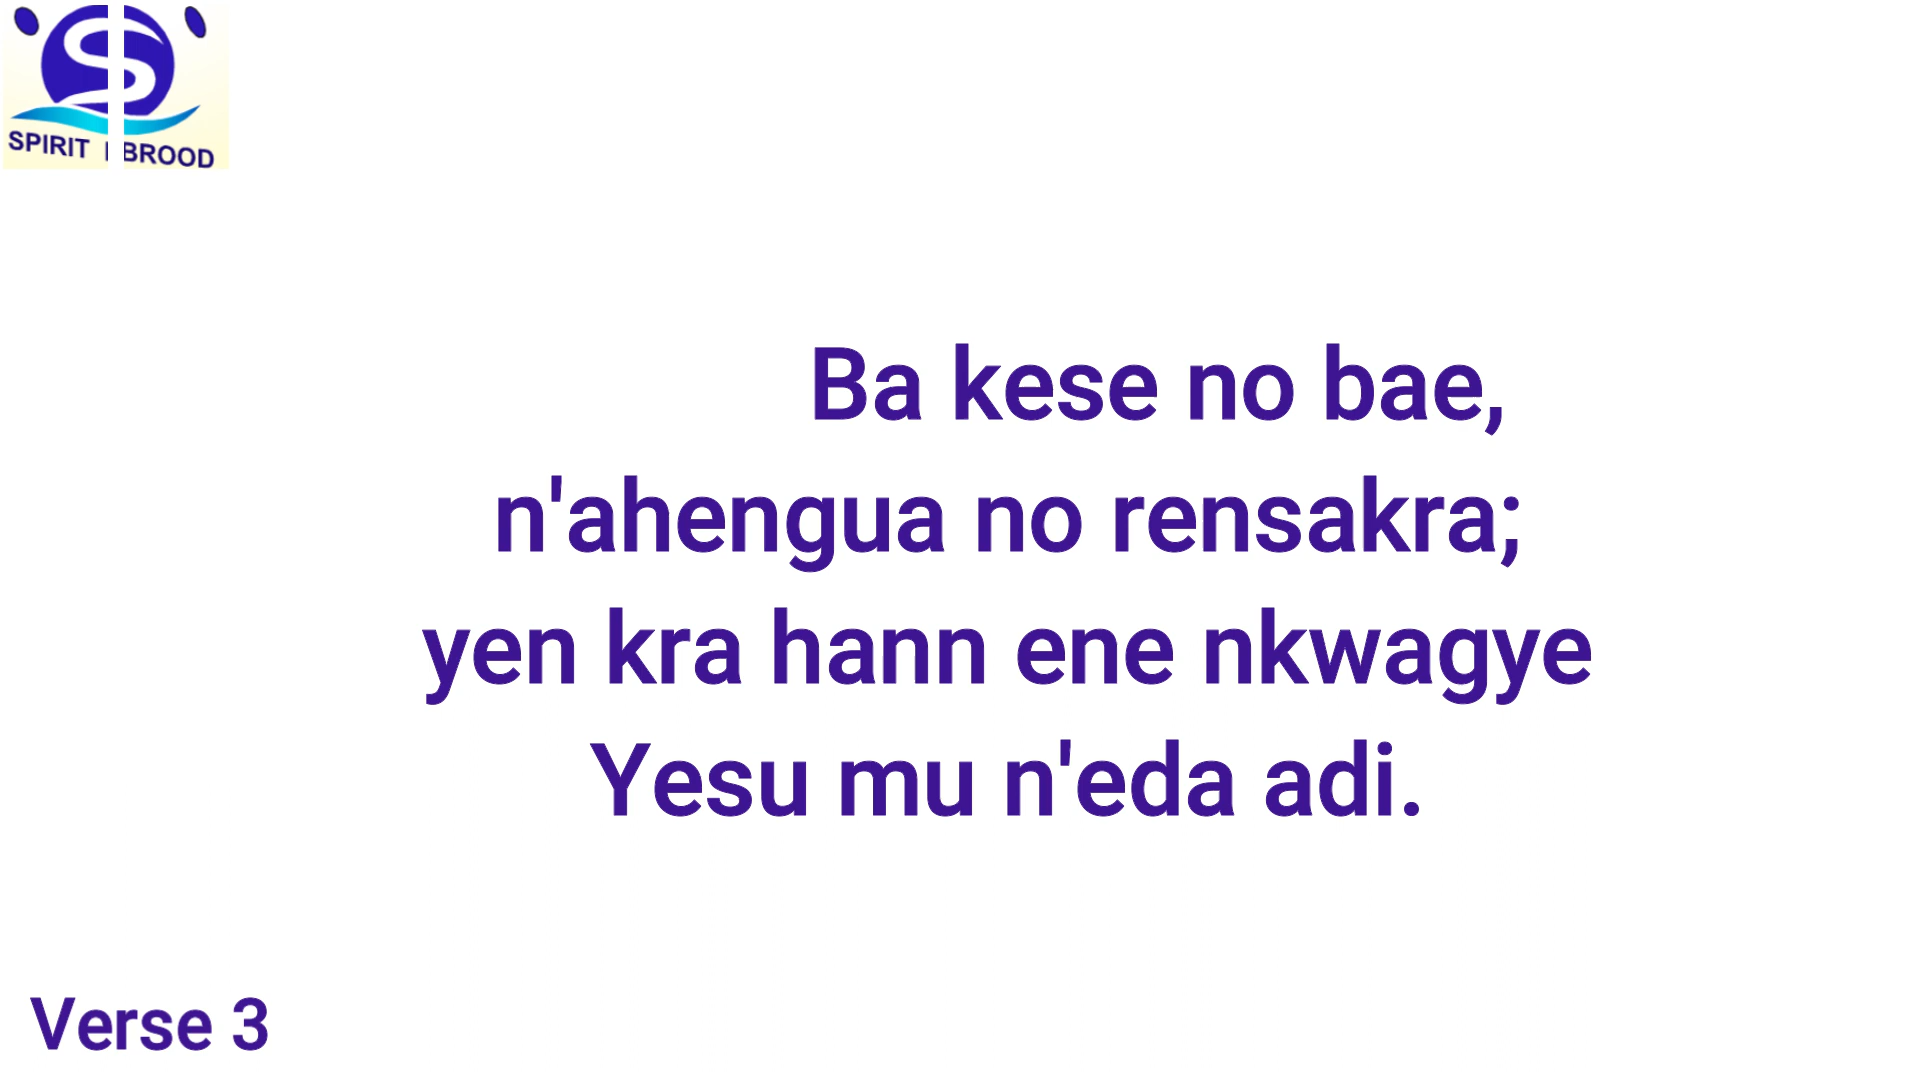 SPIRIT BROOD
Ba kese no bae,
n'ahengua no rensakra;
yen kra hann ene nkwagye
Yesu mu n'eda adi.
Verse 3